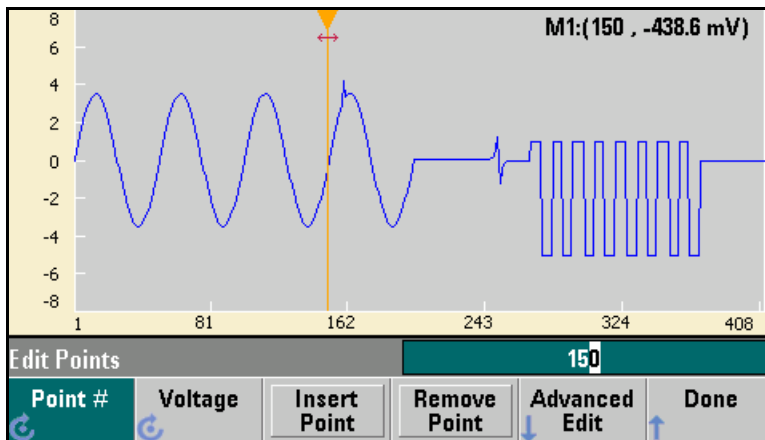 M1:(150 , -438.6 mV)
8
6
4
2
0
-2
-4
-6
-8
1 81 162 243 324 408
Edit Points 150
Point # Voltage Insert Point Remove Point Advanced Edit Done